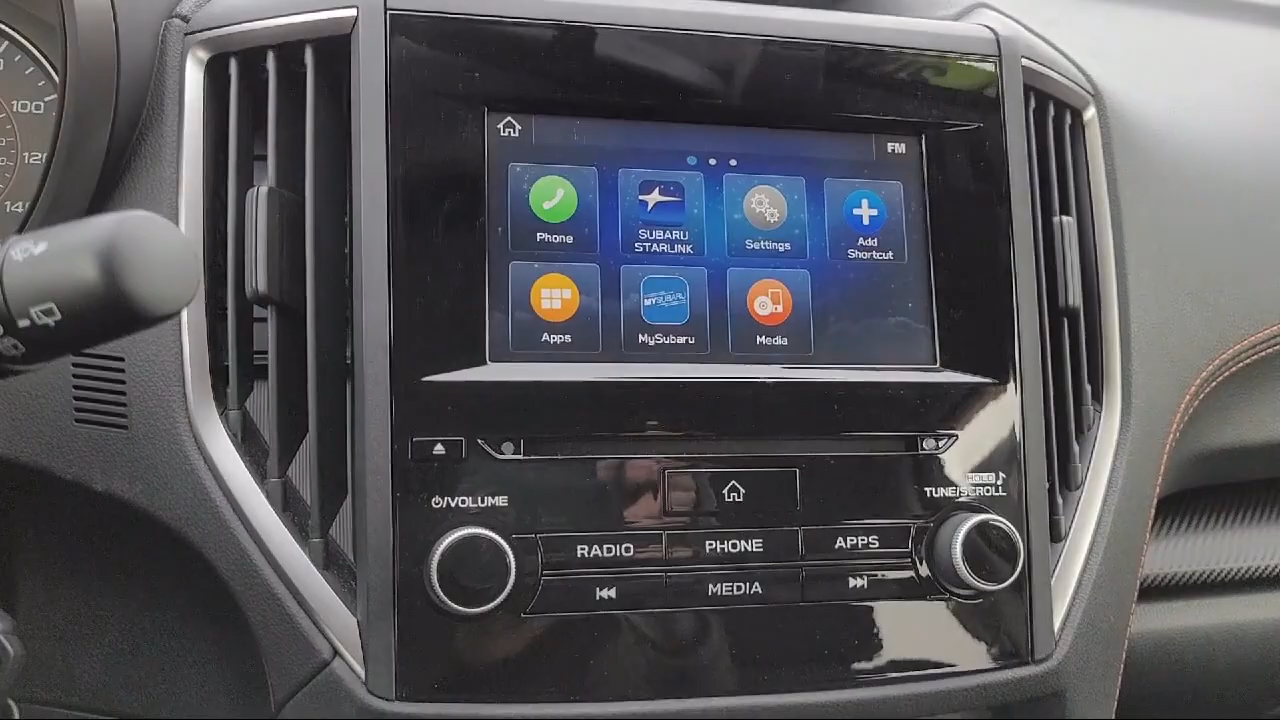 100
120
140
FM
Phone
SUBARU
STARLINK
Settings
Add
Shortcut
Apps
MYSUBARU
MySubaru
Media
/VOLUME
HOLD
TUNE/SCROLL
RADIO
PHONE
APPS
MEDIA